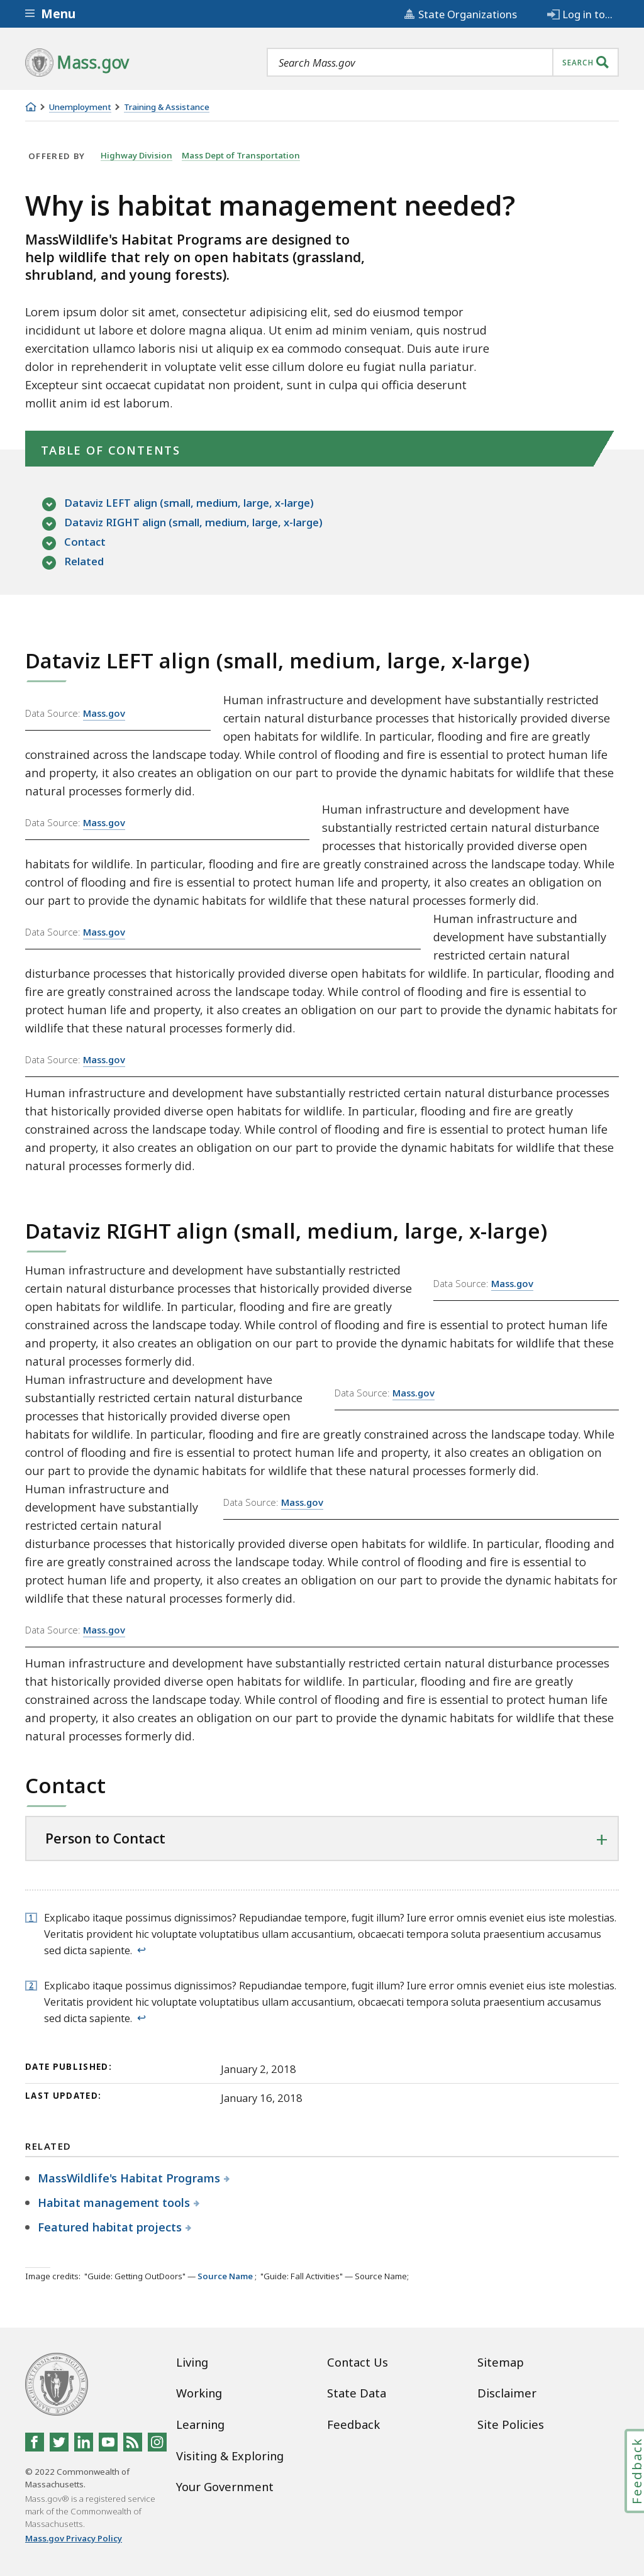 Menu
State Organizations
Log in to...
Mass.gov
Search Mass.gov
SEARCH
Unemployment
Training & Assistance
OFFERED BY
Highway Division
Mass Dept of Transportation
Why is habitat management needed?
MassWildlife's Habitat Programs are designed to
help wildlife that rely on open habitats (grassland,
shrubland, and young forests).
Lorem ipsum dolor sit amet, consectetur adipisicing elit, sed do eiusmod tempor
incididunt ut labore et dolore magna aliqua. Ut enim ad minim veniam, quis nostrud
exercitation ullamco laboris nisi ut aliquip ex ea commodo consequat. Duis aute irure
dolor in reprehenderit in voluptate velit esse cillum dolore eu fugiat nulla pariatur.
Excepteur sint occaecat cupidatat non proident, sunt in culpa qui officia deserunt
mollit anim id est laborum.
TABLE OF CONTENTS
Dataviz LEFT align (small, medium, large, x-large)
Dataviz RIGHT align (small, medium, large, x-large)
Contact
Related
Dataviz LEFT align (small, medium, large, x-large)
Data Source: Mass.gov
Human infrastructure and development have substantially restricted
certain natural disturbance processes that historically provided diverse
open habitats for wildlife. In particular, flooding and fire are greatly
constrained across the landscape today. While control of flooding and fire is essential to protect human life
and property, it also creates an obligation on our part to provide the dynamic habitats for wildlife that these
natural processes formerly did.
Data Source: Mass.gov
Human infrastructure and development have
substantially restricted certain natural disturbance
processes that historically provided diverse open
habitats for wildlife. In particular, flooding and fire are greatly constrained across the landscape today. While
control of flooding and fire is essential to protect human life and property, it also creates an obligation on
our part to provide the dynamic habitats for wildlife that these natural processes formerly did.
Data Source: Mass.gov
Human infrastructure and
development have substantially
restricted certain natural
disturbance processes that historically provided diverse open habitats for wildlife. In particular, flooding and
fire are greatly constrained across the landscape today. While control of flooding and fire is essential to
protect human life and property, it also creates an obligation on our part to provide the dynamic habitats for
wildlife that these natural processes formerly did.
Data Source: Mass.gov
Human infrastructure and development have substantially restricted certain natural disturbance processes
that historically provided diverse open habitats for wildlife. In particular, flooding and fire are greatly
constrained across the landscape today. While control of flooding and fire is essential to protect human life
and property, it also creates an obligation on our part to provide the dynamic habitats for wildlife that these
natural processes formerly did.
Dataviz RIGHT align (small, medium, large, x-large)
Data Source: Mass.gov
Human infrastructure and development have substantially restricted
certain natural disturbance processes that historically provided diverse
open habitats for wildlife. In particular, flooding and fire are greatly
constrained across the landscape today. While control of flooding and fire is essential to protect human life
and property, it also creates an obligation on our part to provide the dynamic habitats for wildlife that these
natural processes formerly did.
Data Source: Mass.gov
Human infrastructure and development have
substantially restricted certain natural disturbance
processes that historically provided diverse open
habitats for wildlife. In particular, flooding and fire are greatly constrained across the landscape today. While
control of flooding and fire is essential to protect human life and property, it also creates an obligation on
our part to provide the dynamic habitats for wildlife that these natural processes formerly did.
Data Source: Mass.gov
Human infrastructure and
development have substantially
restricted certain natural
disturbance processes that historically provided diverse open habitats for wildlife. In particular, flooding and
fire are greatly constrained across the landscape today. While control of flooding and fire is essential to
protect human life and property, it also creates an obligation on our part to provide the dynamic habitats for
wildlife that these natural processes formerly did.
Data Source: Mass.gov
Human infrastructure and development have substantially restricted certain natural disturbance processes
that historically provided diverse open habitats for wildlife. In particular, flooding and fire are greatly
constrained across the landscape today. While control of flooding and fire is essential to protect human life
and property, it also creates an obligation on our part to provide the dynamic habitats for wildlife that these
natural processes formerly did.
Contact
Person to Contact
1 Explicabo itaque possimus dignissimos? Repudiandae tempore, fugit illum? Iure error omnis eveniet eius iste molestias.
Veritatis provident hic voluptate voluptatibus ullam accusantium, obcaecati tempora soluta praesentium accusamus
sed dicta sapiente. ↩
2 Explicabo itaque possimus dignissimos? Repudiandae tempore, fugit illum? Iure error omnis eveniet eius iste molestias.
Veritatis provident hic voluptate voluptatibus ullam accusantium, obcaecati tempora soluta praesentium accusamus
sed dicta sapiente. ↩
DATE PUBLISHED: January 2, 2018
LAST UPDATED: January 16, 2018
RELATED
MassWildlife's Habitat Programs
Habitat management tools
Featured habitat projects
Image credits: "Guide: Getting OutDoors" — Source Name ; "Guide: Fall Activities" — Source Name;
Living
Working
Learning
Visiting & Exploring
Your Government
Contact Us
State Data
Feedback
Sitemap
Disclaimer
Site Policies
© 2022 Commonwealth of
Massachusetts.
Mass.gov® is a registered service
mark of the Commonwealth of
Massachusetts.
Mass.gov Privacy Policy
Feedback